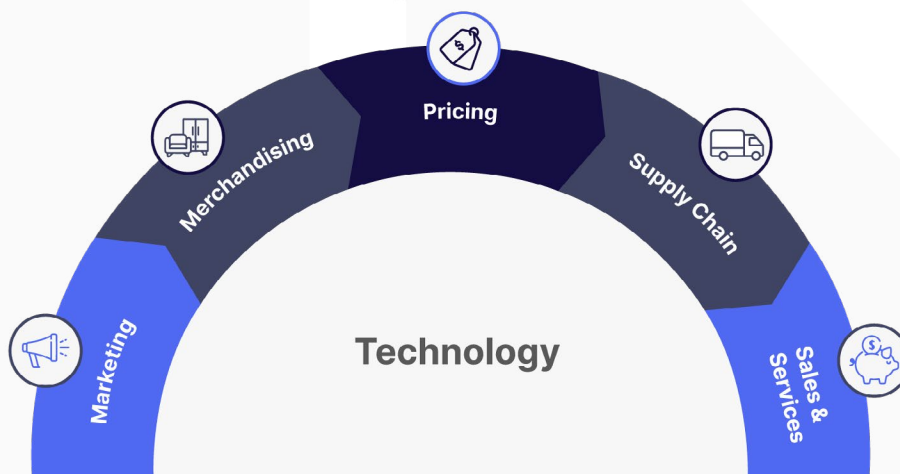 Marketing
Merchandising
Pricing
Supply Chain
Sales &
Services
Technology
$
$